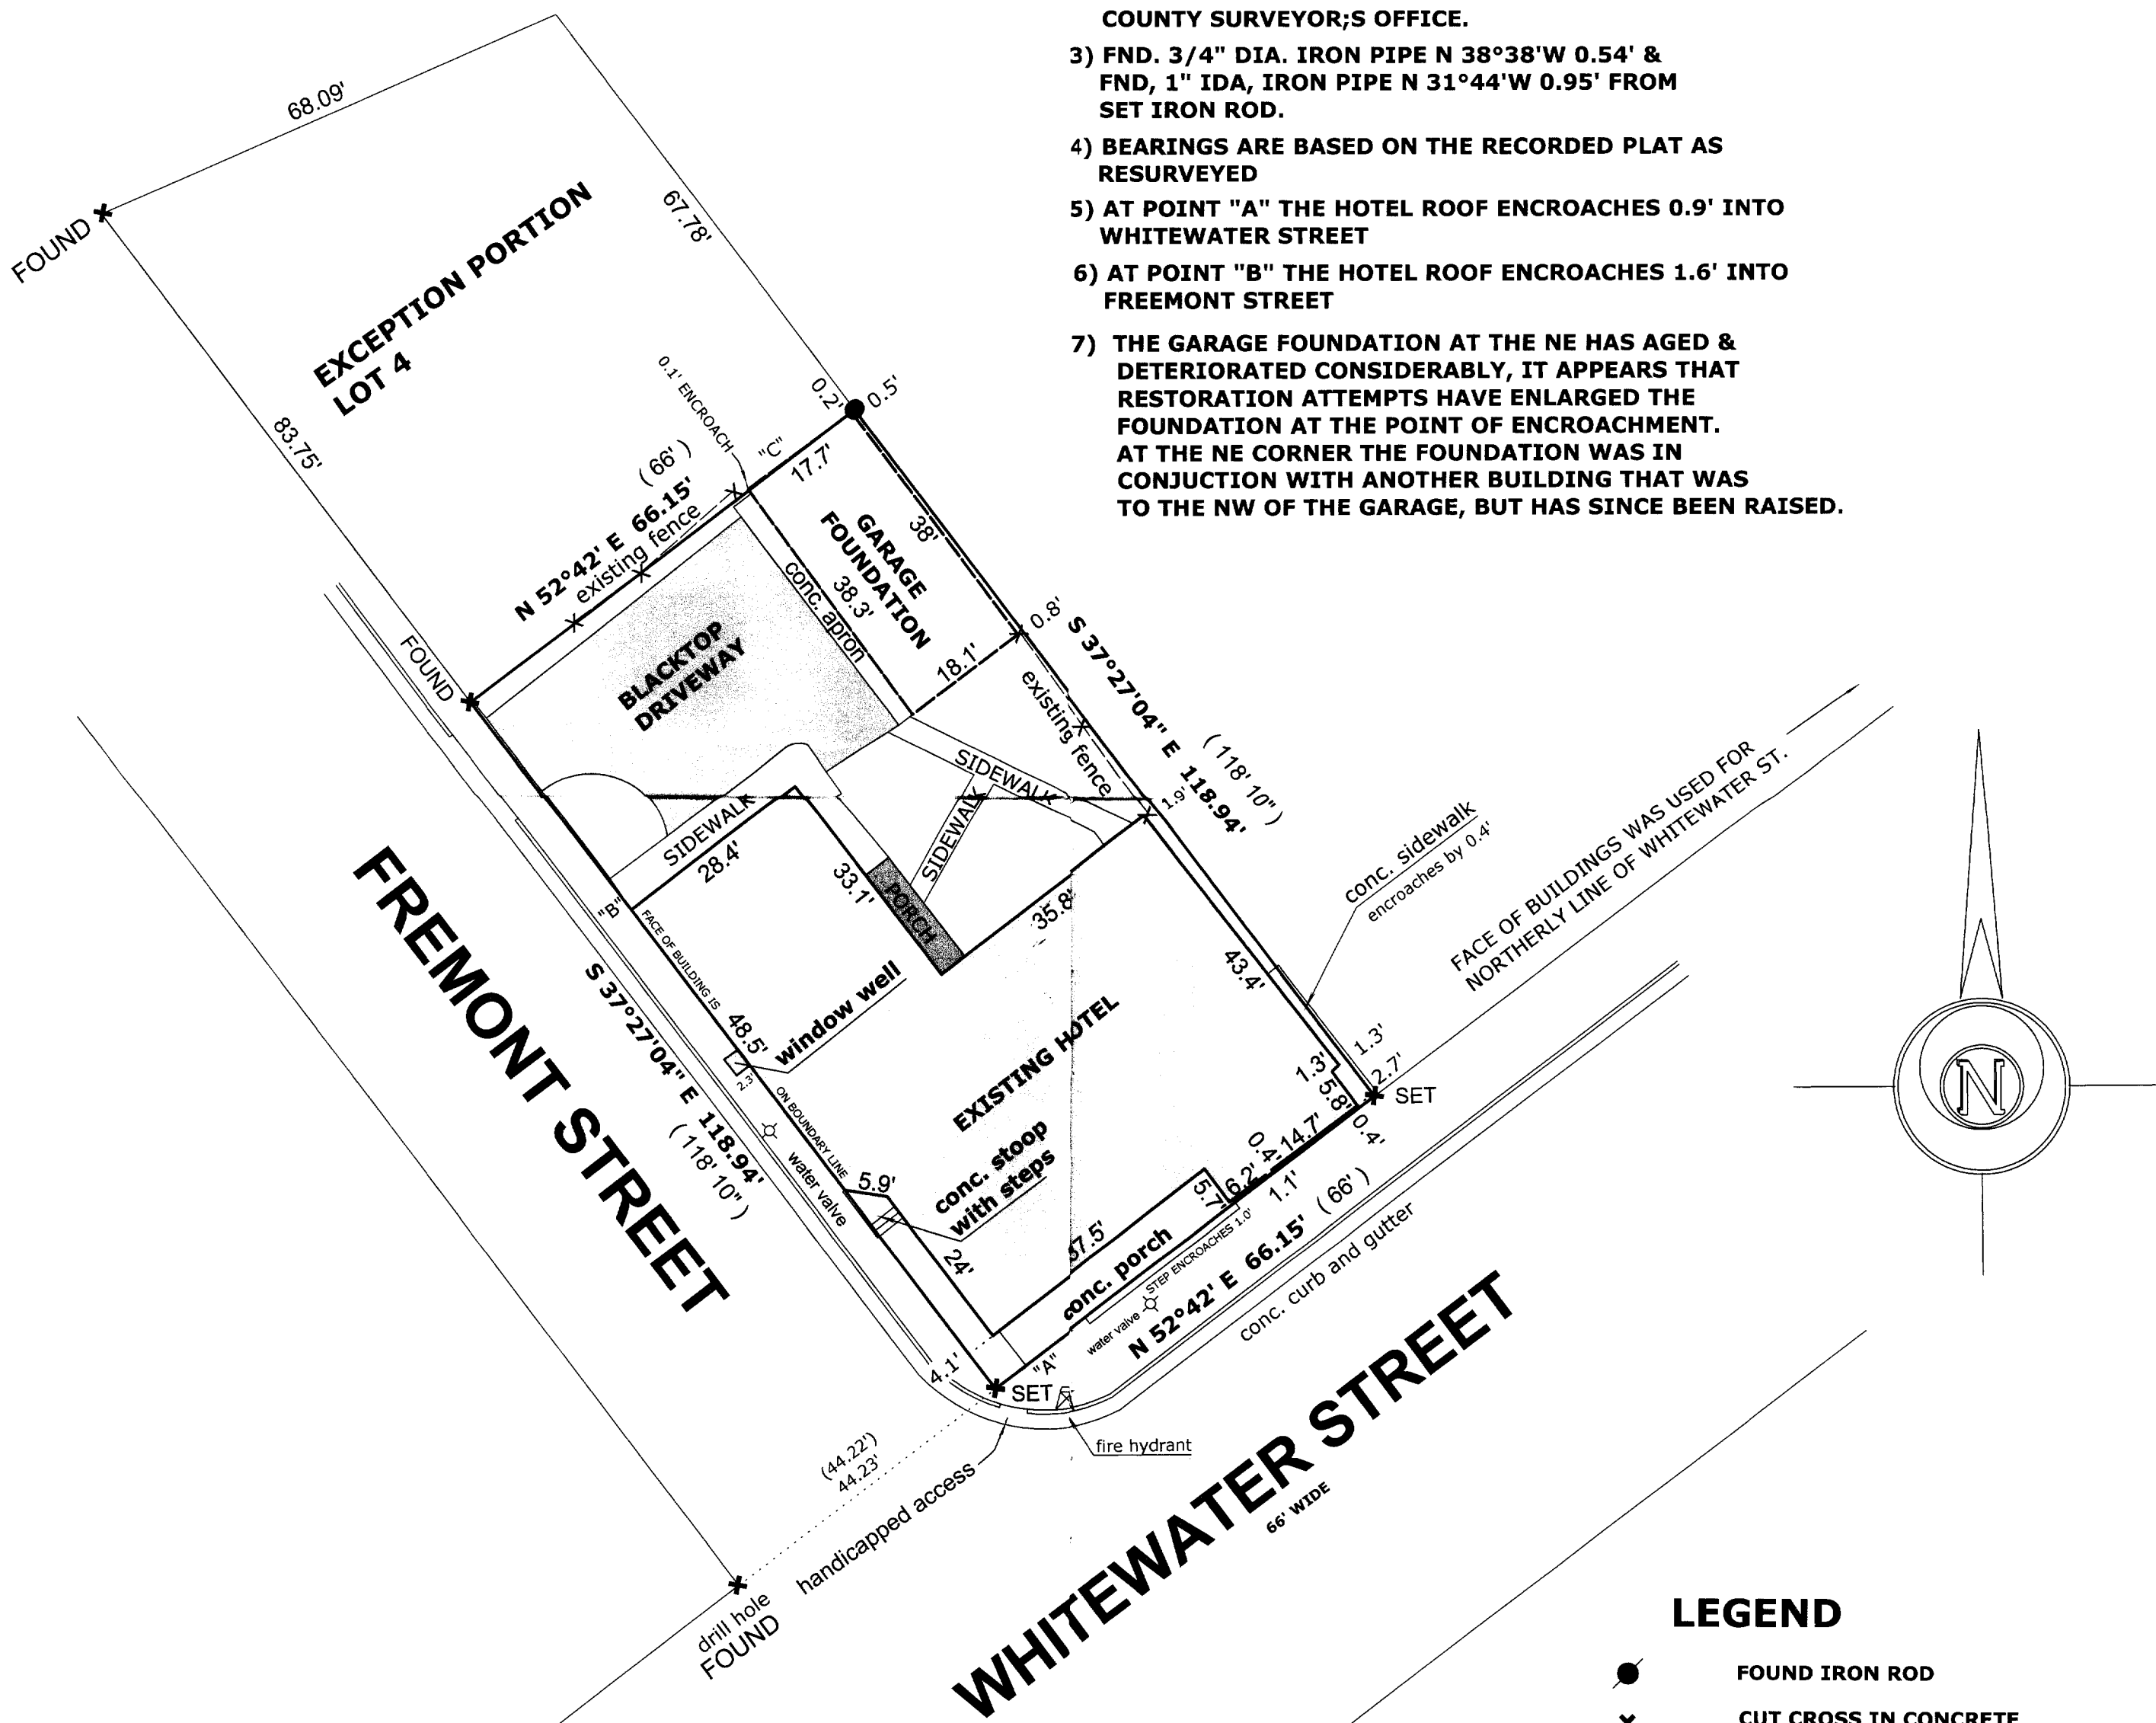 COUNTY SURVEYOR;S OFFICE.
3) FND. 3/4" DIA. IRON PIPE N 38°38'W 0.54' &
FND, 1" IDA, IRON PIPE N 31°44'W 0.95' FROM
SET IRON ROD.
4) BEARINGS ARE BASED ON THE RECORDED PLAT AS
RESURVEYED
5) AT POINT "A" THE HOTEL ROOF ENCROACHES 0.9' INTO
WHITEWATER STREET
6) AT POINT "B" THE HOTEL ROOF ENCROACHES 1.6' INTO
FREEMONT STREET
7) THE GARAGE FOUNDATION AT THE NE HAS AGED &
DETERIORATED CONSIDERABLY, IT APPEARS THAT
RESTORATION ATTEMPTS HAVE ENLARGED THE
FOUNDATION AT THE POINT OF ENCROACHMENT.
AT THE NE CORNER THE FOUNDATION WAS IN
CONJUCTION WITH ANOTHER BUILDING THAT WAS
TO THE NW OF THE GARAGE, BUT HAS SINCE BEEN RAISED.
68.09'
FOUND
67.78'
EXCEPTION PORTION
LOT 4
83.75'
0.1' ENCROACH
0.2'
0.5'
"C"
17.7'
( 66' )
N 52°42' E 66.15'
existing fence
38'
GARAGE
FOUNDATION
38.3'
conc. apron
BLACKTOP
DRIVEWAY
FOUND
18.1'
0.8'
S 37°27'04" E 118.94'
( 118' 10" )
existing fence
SIDEWALK
SIDEWALK
1.9'
SIDEWALK
28.4'
33.1'
PORCH
35.8'
"B"
FACE OF BUILDING IS
48.5'
ON BOUNDARY LINE
window well
2.3'
FREMONT STREET
S 37°27'04" E 118.94'
( 118' 10" )
water valve
EXISTING HOTEL
43.4'
conc. sidewalk
encroaches by 0.4'
FACE OF BUILDINGS WAS USED FOR
NORTHERLY LINE OF WHITEWATER ST.
1.3'
2.7'
SET
1.3'
5.8'
0.4'
14.7'
0.4'
6.2'
1.1'
5.7'
5.9'
conc. stoop
with steps
24'
37.5'
conc. porch
STEP ENCROACHES 1.0'
water valve
N 52°42' E 66.15' ( 66' )
conc. curb and gutter
4.1'
"A"
SET
fire hydrant
(44.22')
44.23'
handicapped access
drill hole
FOUND
WHITEWATER STREET
66' WIDE
N
LEGEND
FOUND IRON ROD
CUT CROSS IN CONCRETE